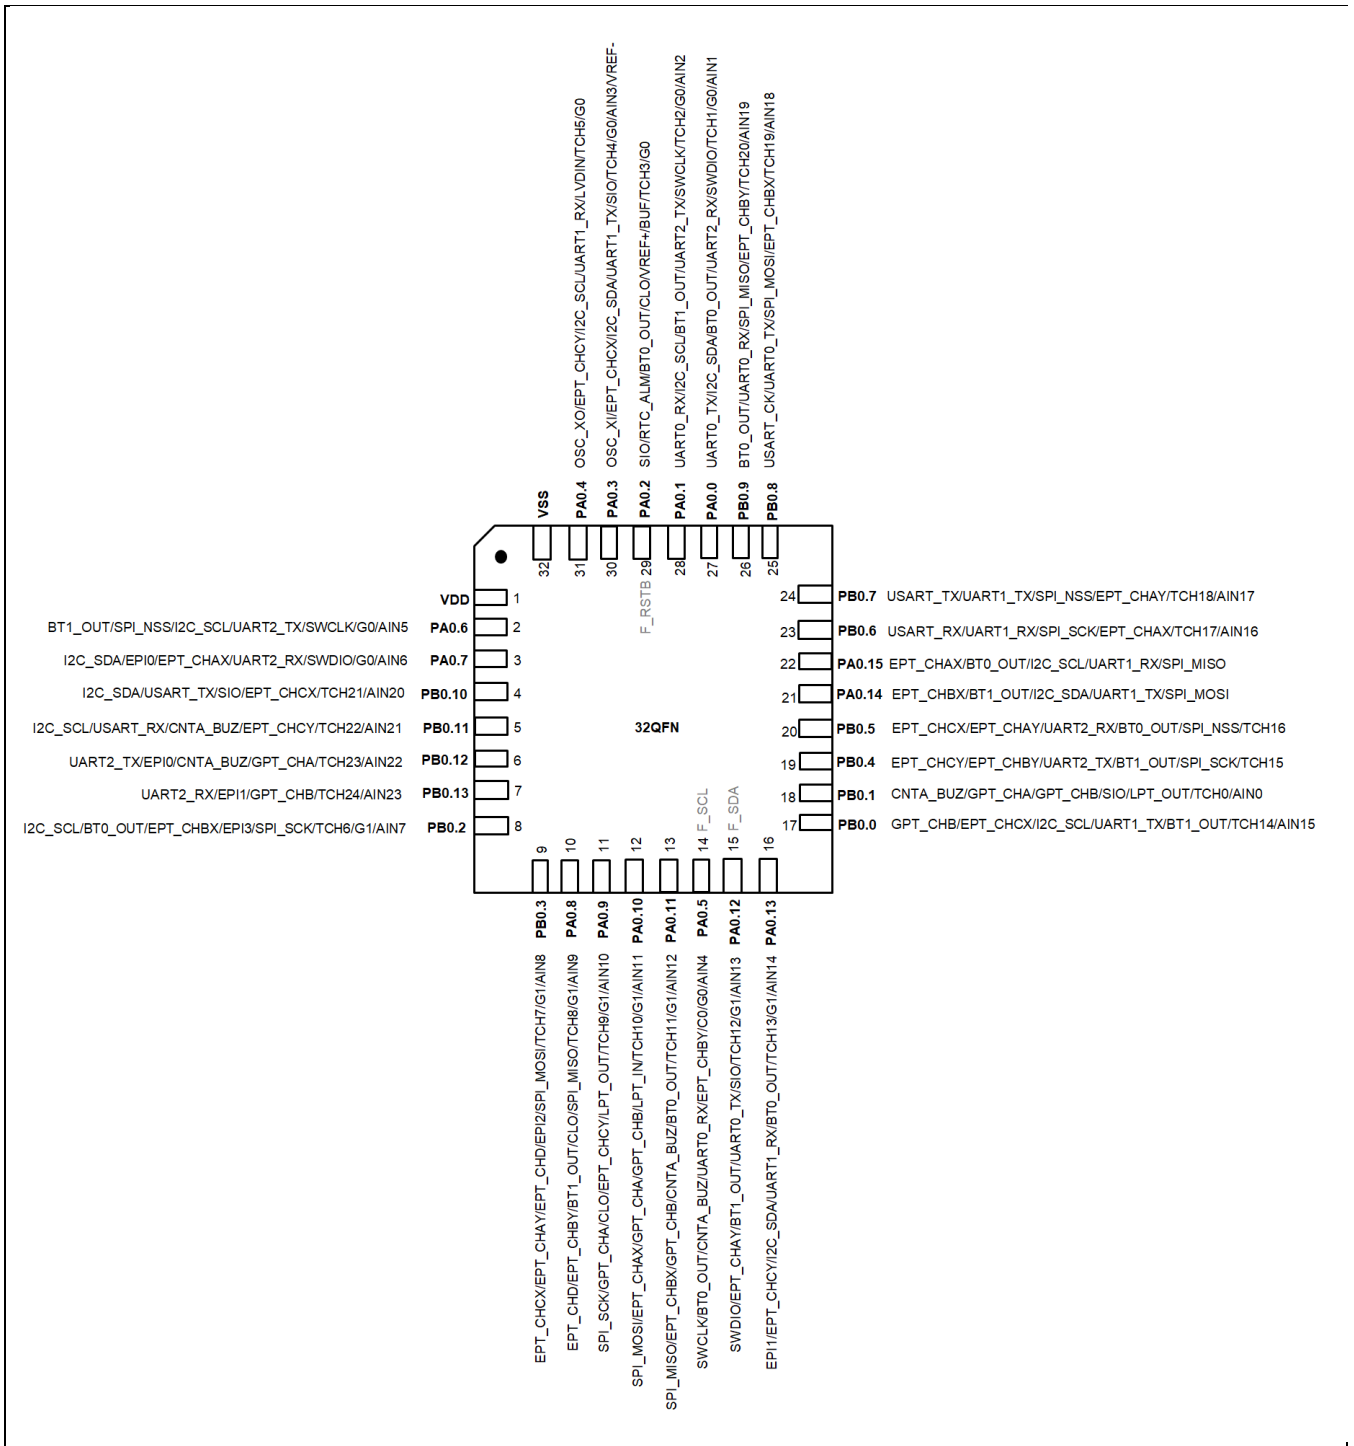 OSC_XO/EPT_CHCY/I2C_SCL/UART1_RX/LVDIN/TCH5/G0
OSC_XI/EPT_CHCX/I2C_SDA/UART1_TX/SIO/TCH4/G0/AIN3/VREF-
SIO/RTC_ALM/BT0_OUT/CLO/VREF+/BUF/TCH3/G0
UART0_RX/I2C_SCL/BT1_OUT/UART2_TX/SWCLK/TCH2/G0/AIN2
UART0_TX/I2C_SDA/BT0_OUT/UART2_RX/SWDIO/TCH1/G0/AIN1
BT0_OUT/UART0_RX/SPI_MISO/EPT_CHBY/TCH20/AIN19
USART_CK/UART0_TX/SPI_MOSI/EPT_CHBX/TCH19/AIN18
VSS
PA0.4
PA0.3
PA0.2
PA0.1
PA0.0
PB0.9
PB0.8
32
31
30
29
28
27
26
25
F_RSTB
VDD 1
BT1_OUT/SPI_NSS/I2C_SCL/UART2_TX/SWCLK/G0/AIN5 PA0.6 2
I2C_SDA/EPI0/EPT_CHAX/UART2_RX/SWDIO/G0/AIN6 PA0.7 3
I2C_SDA/USART_TX/SIO/EPT_CHCX/TCH21/AIN20 PB0.10 4
I2C_SCL/USART_RX/CNTA_BUZ/EPT_CHCY/TCH22/AIN21 PB0.11 5
UART2_TX/EPI0/CNTA_BUZ/GPT_CHA/TCH23/AIN22 PB0.12 6
UART2_RX/EPI1/GPT_CHB/TCH24/AIN23 PB0.13 7
I2C_SCL/BT0_OUT/EPT_CHBX/EPI3/SPI_SCK/TCH6/G1/AIN7 PB0.2 8
32QFN
24 PB0.7 USART_TX/UART1_TX/SPI_NSS/EPT_CHAY/TCH18/AIN17
23 PB0.6 USART_RX/UART1_RX/SPI_SCK/EPT_CHAX/TCH17/AIN16
22 PA0.15 EPT_CHAX/BT0_OUT/I2C_SCL/UART1_RX/SPI_MISO
21 PA0.14 EPT_CHBX/BT1_OUT/I2C_SDA/UART1_TX/SPI_MOSI
20 PB0.5 EPT_CHCX/EPT_CHAY/UART2_RX/BT0_OUT/SPI_NSS/TCH16
19 PB0.4 EPT_CHCY/EPT_CHBY/UART2_TX/BT1_OUT/SPI_SCK/TCH15
18 PB0.1 CNTA_BUZ/GPT_CHA/GPT_CHB/SIO/LPT_OUT/TCH0/AIN0
17 PB0.0 GPT_CHB/EPT_CHCX/I2C_SCL/UART1_TX/BT1_OUT/TCH14/AIN15
F_SCL
F_SDA
9
10
11
12
13
14
15
16
PB0.3
PA0.8
PA0.9
PA0.10
PA0.11
PA0.5
PA0.12
PA0.13
EPT_CHCX/EPT_CHAY/EPT_CHD/EPI2/SPI_MOSI/TCH7/G1/AIN8
EPT_CHD/EPT_CHBY/BT1_OUT/CLO/SPI_MISO/TCH8/G1/AIN9
SPI_SCK/GPT_CHA/CLO/EPT_CHCY/LPT_OUT/TCH9/G1/AIN10
SPI_MOSI/EPT_CHAX/GPT_CHA/GPT_CHB/LPT_IN/TCH10/G1/AIN11
SPI_MISO/EPT_CHBX/GPT_CHB/CNTA_BUZ/BT0_OUT/TCH11/G1/AIN12
SWCLK/BT0_OUT/CNTA_BUZ/UART0_RX/EPT_CHBY/C0/G0/AIN4
SWDIO/EPT_CHAY/BT1_OUT/UART0_TX/SIO/TCH12/G1/AIN13
EPI1/EPT_CHCY/I2C_SDA/UART1_RX/BT0_OUT/TCH13/G1/AIN14